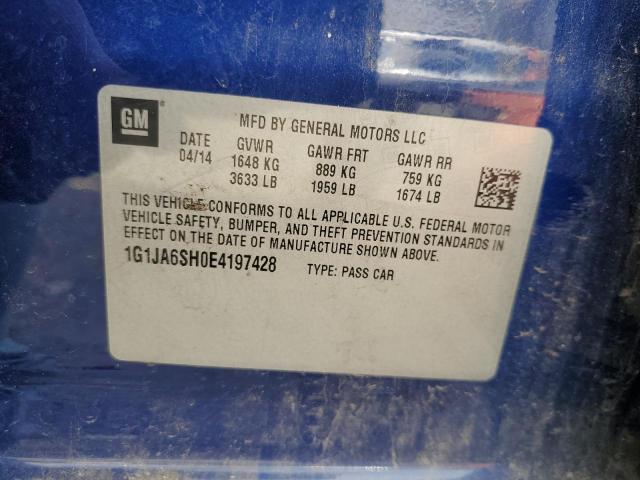 GM
MFD BY GENERAL MOTORS LLC
DATE GVWR GAWR FRT GAWR RR
04/14 1648 KG 889 KG 759 KG
3633 LB 1959 LB 1674 LB
THIS VEHICLE CONFORMS TO ALL APPLICABLE U.S. FEDERAL MOTOR
VEHICLE SAFETY, BUMPER, AND THEFT PREVENTION STANDARDS IN
EFFECT ON THE DATE OF MANUFACTURE SHOWN ABOVE.
1G1JA6SH0E4197428 TYPE: PASS CAR